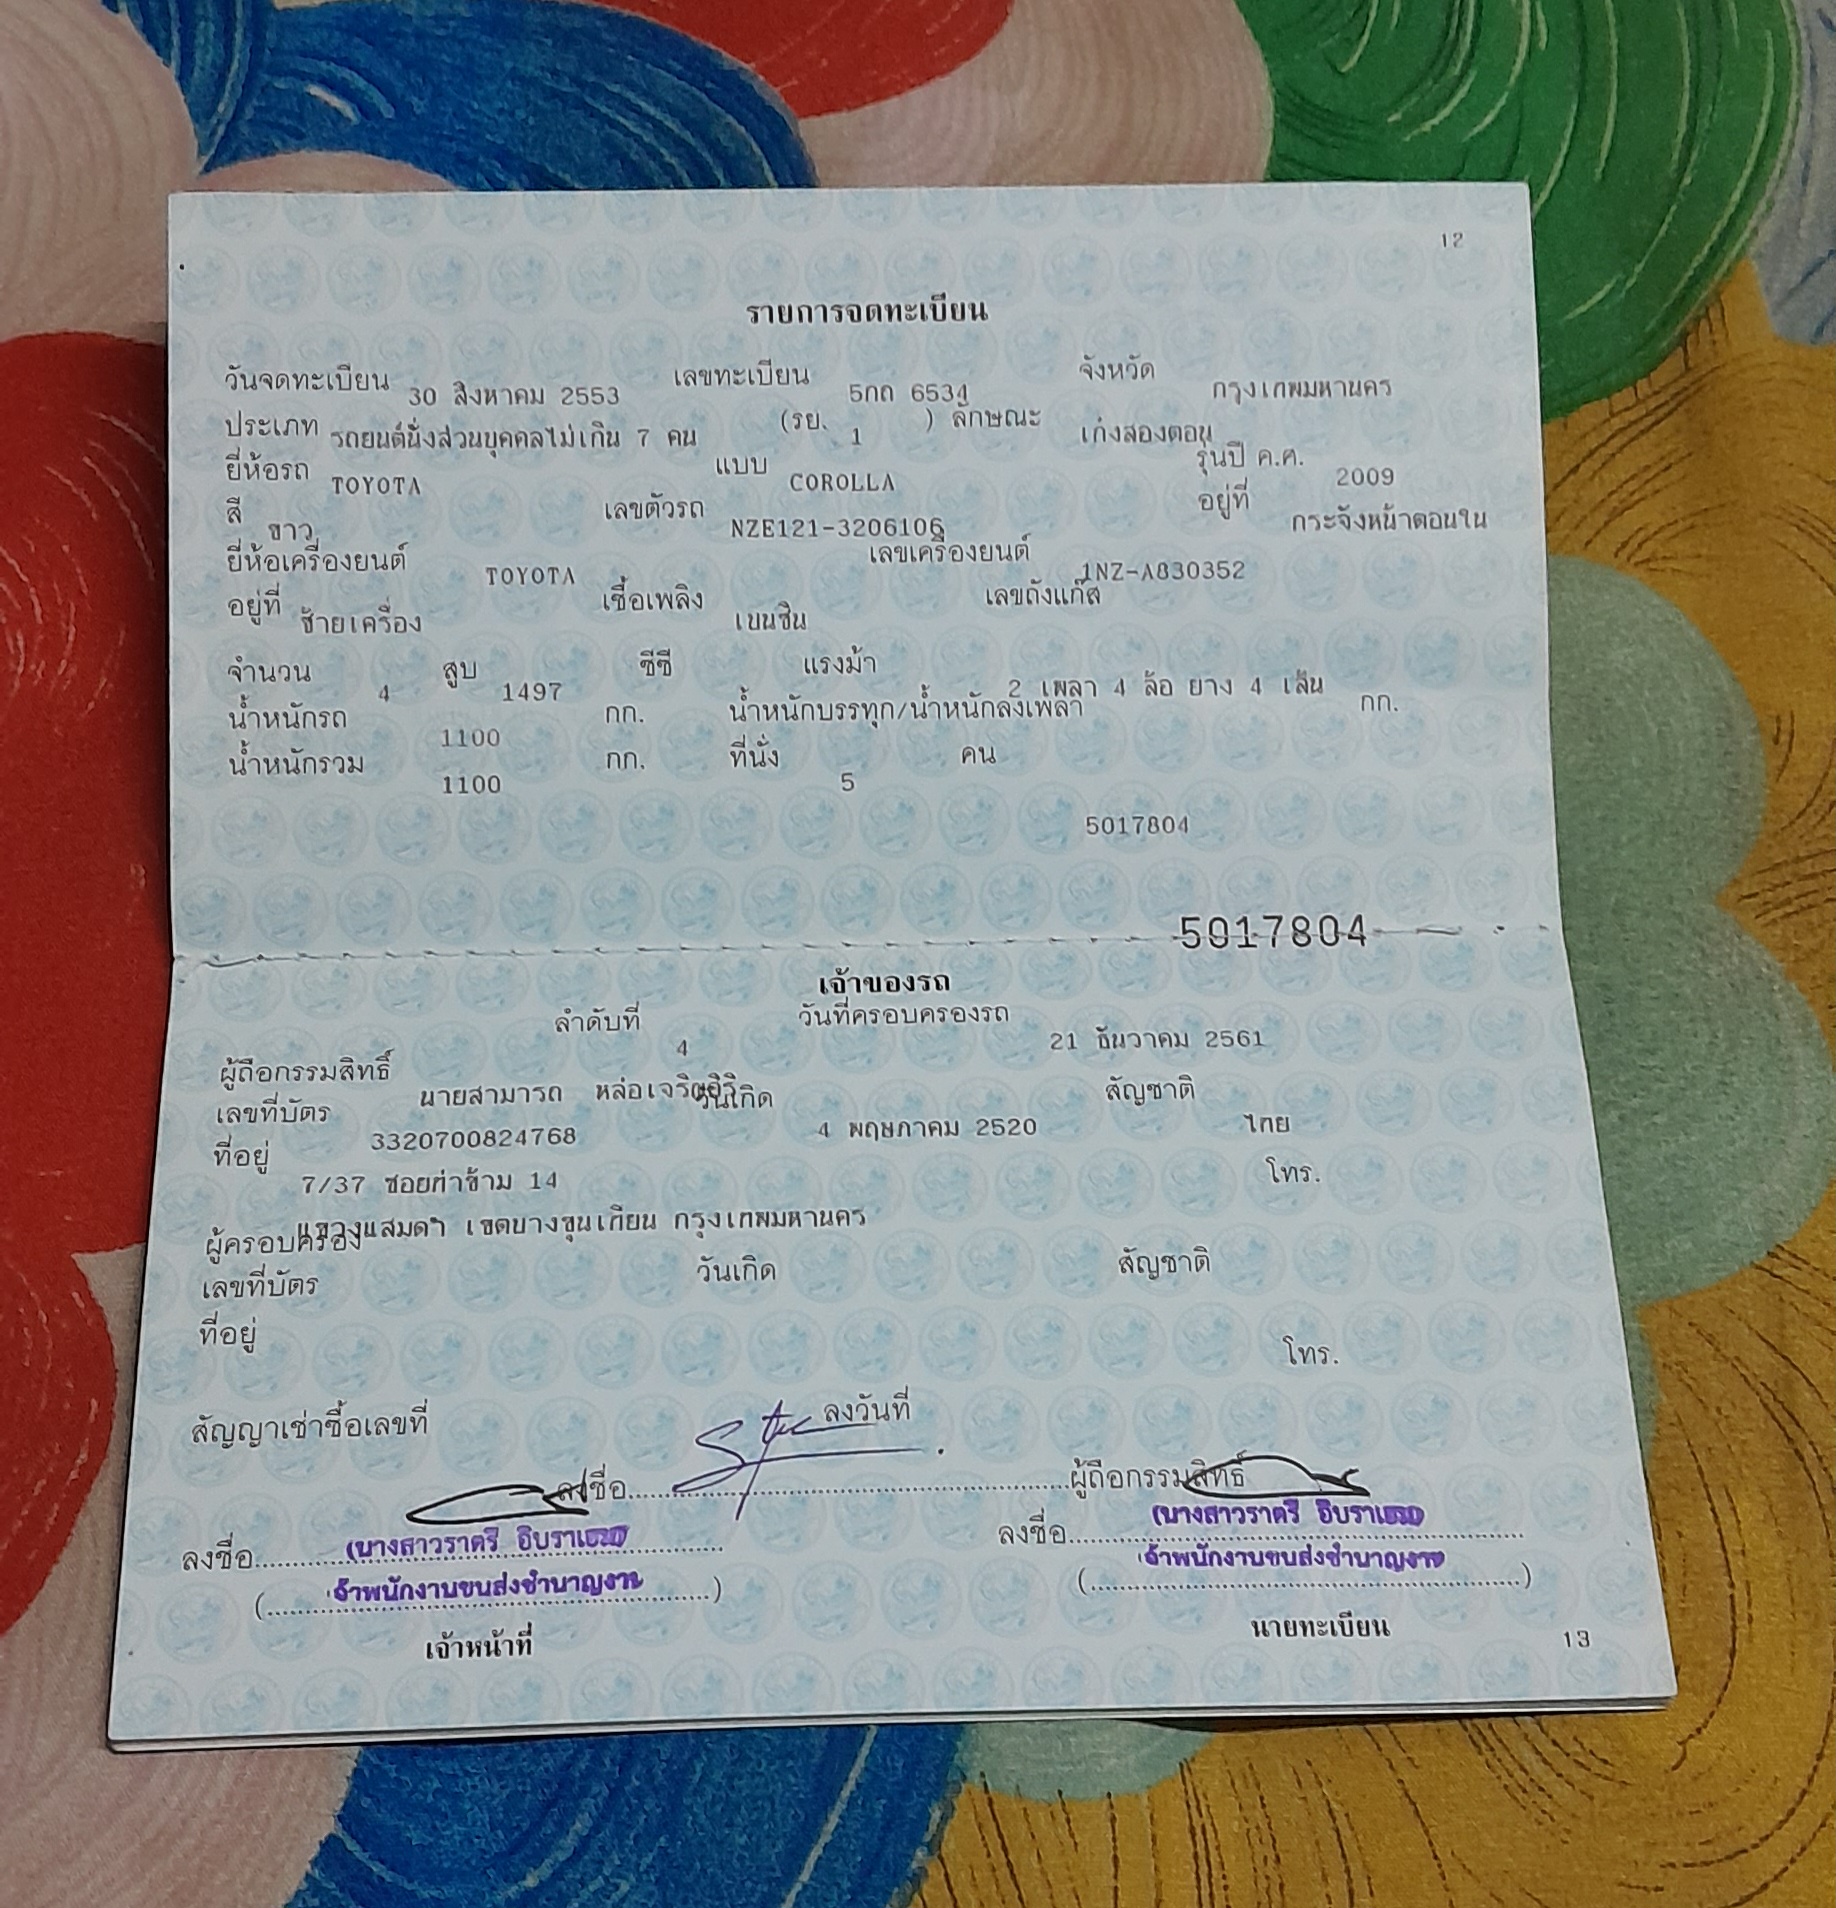 12
รายการจดทะเบียน
วันจดทะเบียน 30 สิงหาคม 2553 เลขทะเบียน 5กถ 6534 จังหวัด กรุงเทพมหานคร
ประเภท รถยนต์นั่งส่วนบุคคลไม่เกิน 7 คน (รย. 1 ) ลักษณะ เก๋งสองตอน
ยี่ห้อรถ TOYOTA แบบ COROLLA รุ่นปี ค.ศ. 2009
สี ขาว เลขตัวรถ NZE121-3206106 อยู่ที่ กระจังหน้าตอนใน
ยี่ห้อเครื่องยนต์ TOYOTA เลขเครื่องยนต์ 1NZ-A830352
อยู่ที่ ซ้ายเครื่อง เชื้อเพลิง เบนซิน เลขถังแก๊ส
จำนวน 4 สูบ 1497 ซีซี แรงม้า 2 เพลา 4 ล้อ ยาง 4 เส้น
น้ำหนักรถ 1100 กก. น้ำหนักบรรทุก/น้ำหนักลงเพลา กก.
น้ำหนักรวม 1100 กก. ที่นั่ง 5 คน
5017804
5017804
เจ้าของรถ
ลำดับที่ 4 วันที่ครอบครองรถ 21 ธันวาคม 2561
ผู้ถือกรรมสิทธิ์ นายสามารถ
เลขที่บัตร 3320700824768 วันเกิด 4 พฤษภาคม 2520 สัญชาติ ไทย
ที่อยู่ 7/37 ซอยท่าข้าม 14 โทร.
แขวงแสมดำ เขตบางขุนเทียน กรุงเทพมหานคร
ผู้ครอบครอง
เลขที่บัตร วันเกิด สัญชาติ
ที่อยู่
โทร.
สัญญาเช่าซื้อเลขที่ ลงวันที่
ลงชื่อ ผู้ถือกรรมสิทธิ์
ลงชื่อ (นางสาวราตรี ลงชื่อ (นางสาวราตรี
(เจ้าพนักงานขนส่งชำนาญงาน) (เจ้าพนักงานขนส่งชำนาญงาน)
เจ้าหน้าที่ นายทะเบียน
13